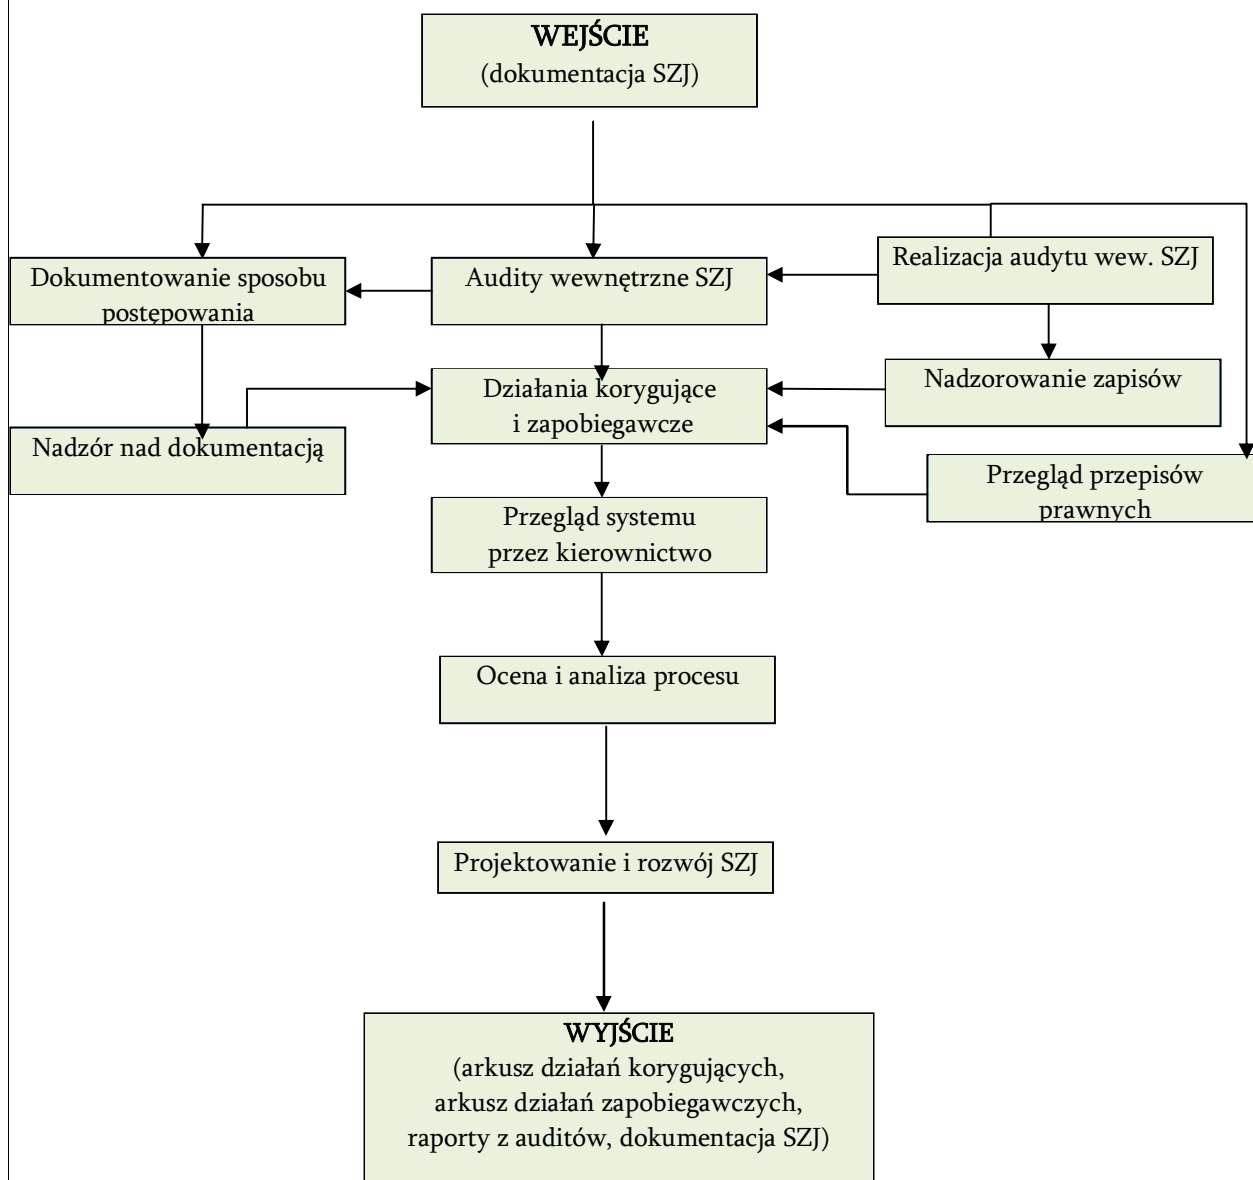 WEJŚCIE
(dokumentacja SZJ)
Dokumentowanie sposobu
postępowania
Audity wewnętrzne SZJ
Realizacja audytu wew. SZJ
Nadzór nad dokumentacją
Działania korygujące
i zapobiegawcze
Nadzorowanie zapisów
Przegląd przepisów
prawnych
Przegląd systemu
przez kierownictwo
Ocena i analiza procesu
Projektowanie i rozwój SZJ
WYJŚCIE
(arkusz działań korygujących,
arkusz działań zapobiegawczych,
raporty z auditów, dokumentacja SZJ)